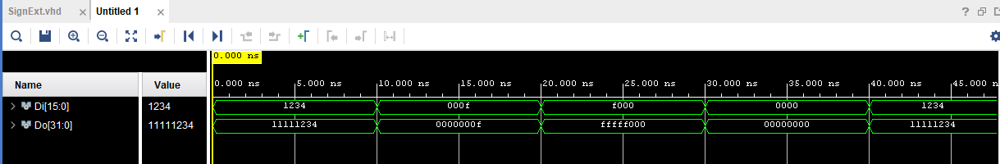 SignExt.vhd × Untitled 1 × ?
0.000 ns
Name Value
0.000 ns 5.000 ns 10.000 ns 15.000 ns 20.000 ns 25.000 ns 30.000 ns 35.000 ns 40.000 ns 45.000
Di[15:0] 1234 1234 000f f000 0000 1234
Do[31:0] 11111234 11111234 0000000f fffff000 00000000 11111234